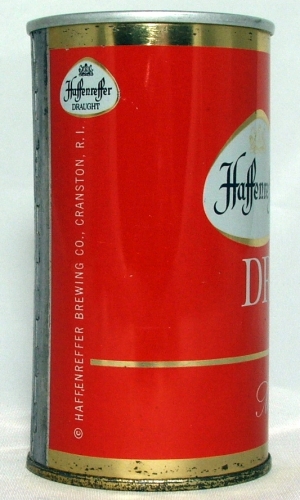 Haffenreffer
DRAUGHT
© HAFFENREFFER BREWING CO., CRANSTON, R.I.
Haffenre
DR